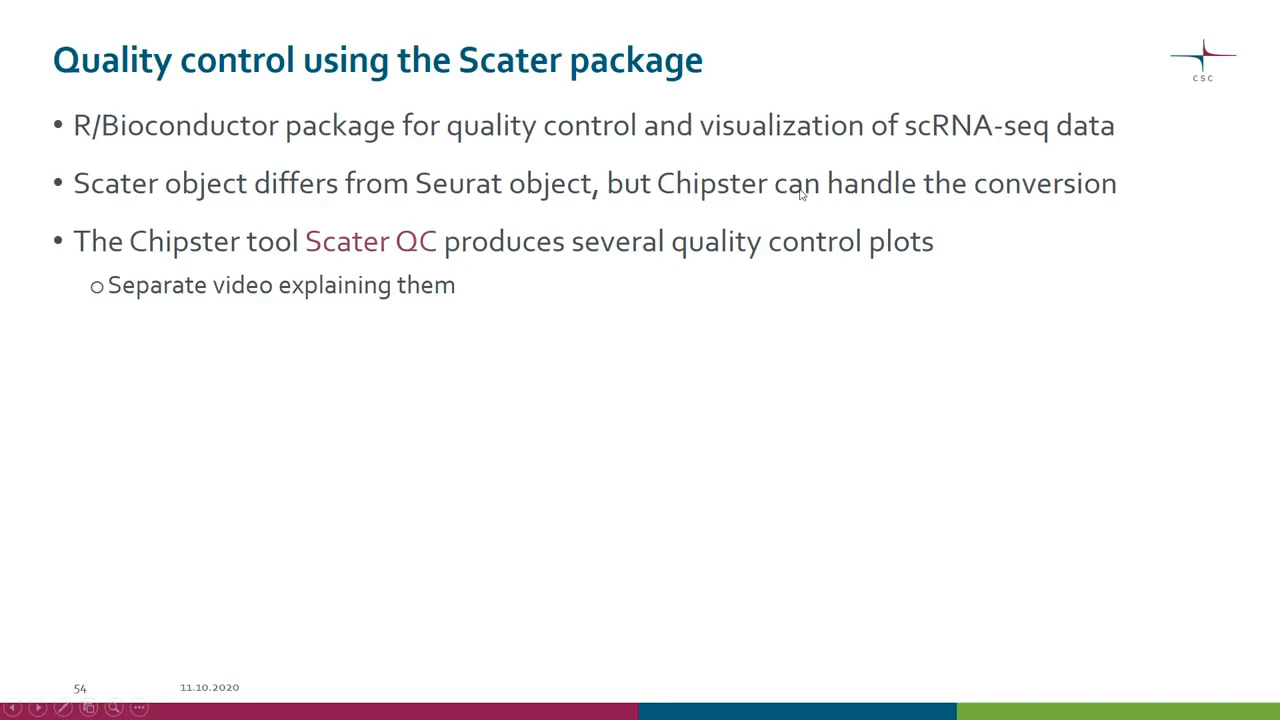 Quality control using the Scater package
CSC
• R/Bioconductor package for quality control and visualization of scRNA-seq data
• Scater object differs from Seurat object, but Chipster can handle the conversion
• The Chipster tool Scater QC produces several quality control plots
o Separate video explaining them
54 11.10.2020